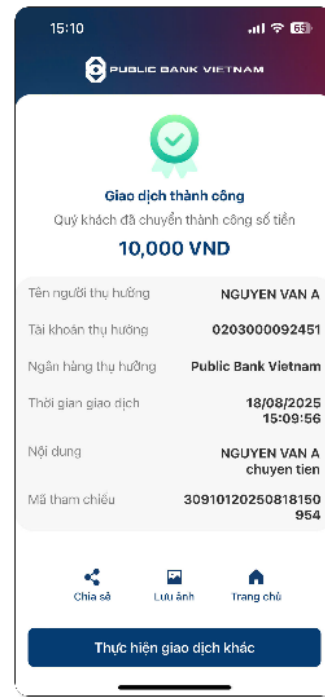 15:10
65
PUBLIC BANK VIETNAM
Giao dịch thành công
Quý khách đã chuyển thành công số tiền
10,000 VND
Tên người thụ hưởng
NGUYEN VAN A
Tài khoản thụ hưởng
0203000092451
Ngân hàng thụ hưởng
Public Bank Vietnam
Thời gian giao dịch
18/08/2025
15:09:56
Nội dung
NGUYEN VAN A
chuyen tien
Mã tham chiếu
30910120250818150
954
Chia sẻ
Lưu ảnh
Trang chủ
Thực hiện giao dịch khác